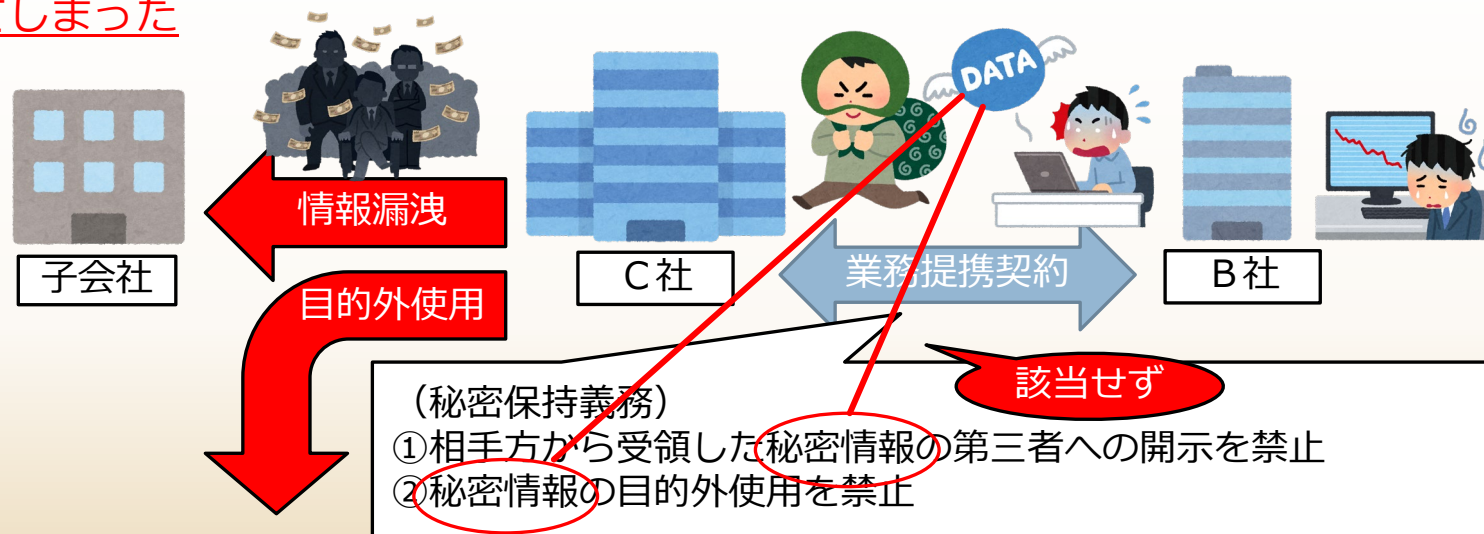 てしまった
DATA
情報漏洩
子会社
C社
業務提携契約
B社
目的外使用
該当せず
(秘密保持義務)
①相手方から受領した秘密情報の第三者への開示を禁止
②秘密情報の目的外使用を禁止